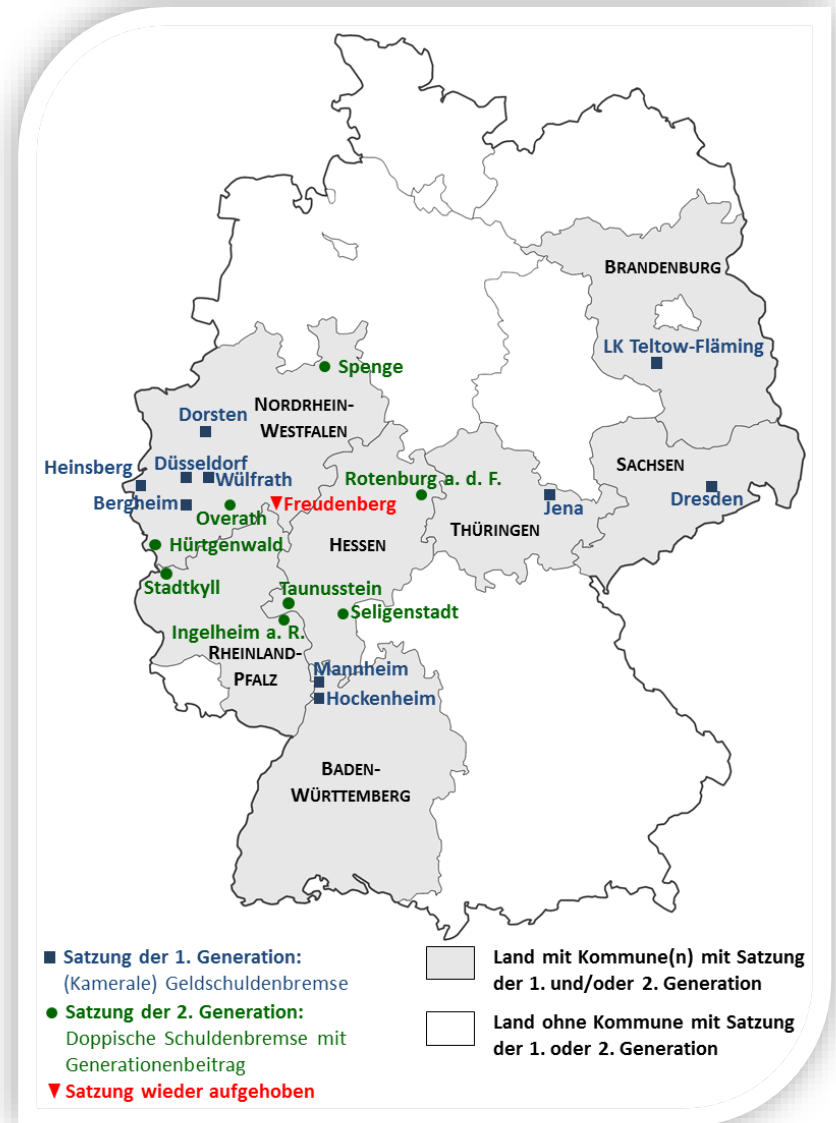 BRANDENBURG
LK Teltow-Fläming
Spenge
NORDRHEIN-
WESTFALEN
Dorsten
Heinsberg
Düsseldorf
Wülfrath
Bergheim
Overath
Freudenberg
Rotenburg a. d. F.
SACHSEN
Dresden
Jena
THÜRINGEN
HESSEN
Hürtgenwald
Stadtkyll
Taunusstein
Seligenstadt
Ingelheim a. R.
RHEINLAND-
PFALZ
Mannheim
Hockenheim
BADEN-
WÜRTTEMBERG
Satzung der 1. Generation:
(Kamerale) Geldschuldenbremse
Satzung der 2. Generation:
Doppische Schuldenbremse mit
Generationenbeitrag
Satzung wieder aufgehoben
Land mit Kommune(n) mit Satzung
der 1. und/oder 2. Generation
Land ohne Kommune mit Satzung
der 1. oder 2. Generation